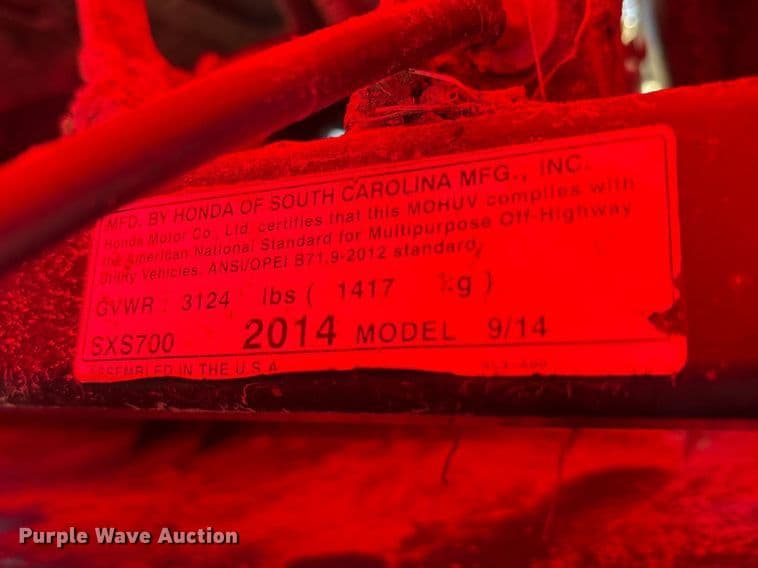 MFD. BY HONDA OF SOUTH CAROLINA MFG., INC.
Honda Motor Co., Ltd. certifies that this MOHUV complies with
the American National Standard for Multipurpose Off-Highway
Utility Vehicles, ANSI/OPEI B71.9-2012 standard.
GVWR : 3124 lbs ( 1417 kg )
SXS700 2014 MODEL 9/14
ASSEMBLED IN THE U.S.A.
Purple Wave Auction